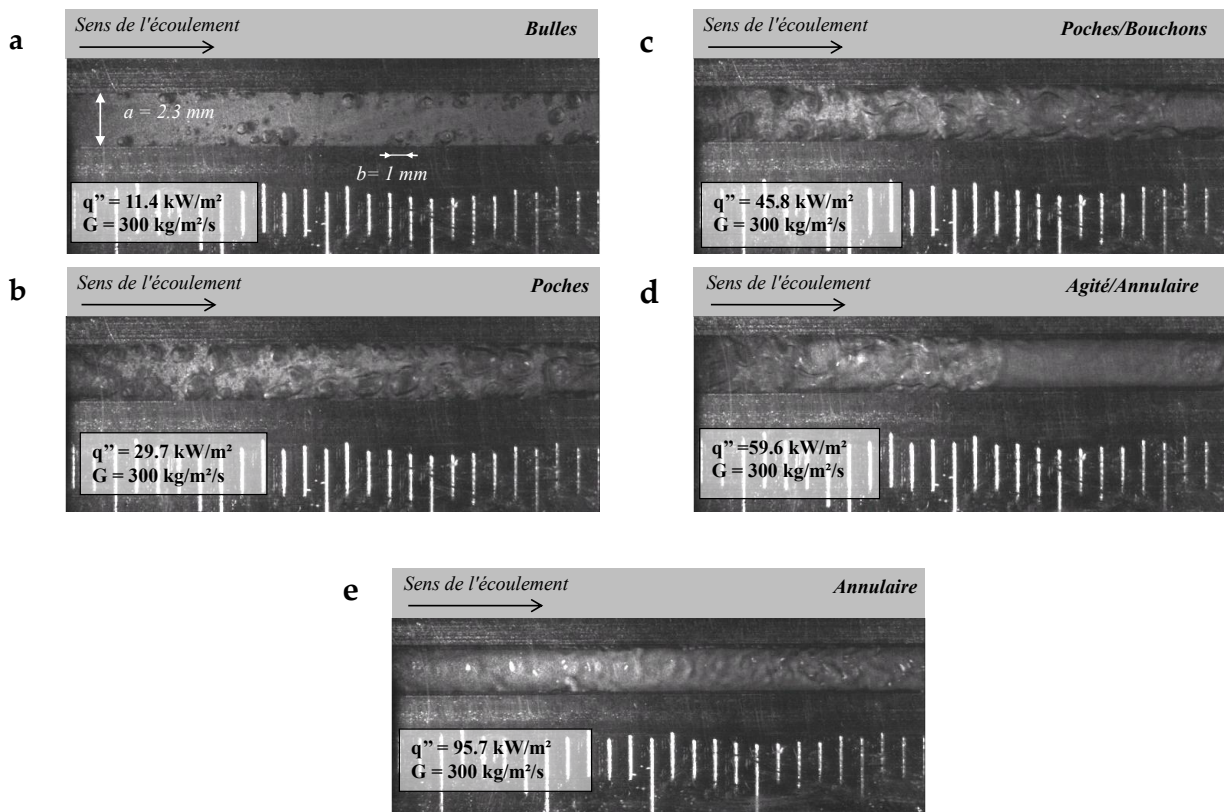 a
Sens de l'écoulement
Bulles
a = 2.3 mm
b= 1 mm
q’’ = 11.4 kW/m²
G = 300 kg/m²/s
c
Sens de l'écoulement
Poches/Bouchons
q’’ = 45.8 kW/m²
G = 300 kg/m²/s
b
Sens de l'écoulement
Poches
q’’ = 29.7 kW/m²
G = 300 kg/m²/s
d
Sens de l'écoulement
Agité/Annulaire
q’’ =59.6 kW/m²
G = 300 kg/m²/s
e
Sens de l'écoulement
Annulaire
q’’ = 95.7 kW/m²
G = 300 kg/m²/s